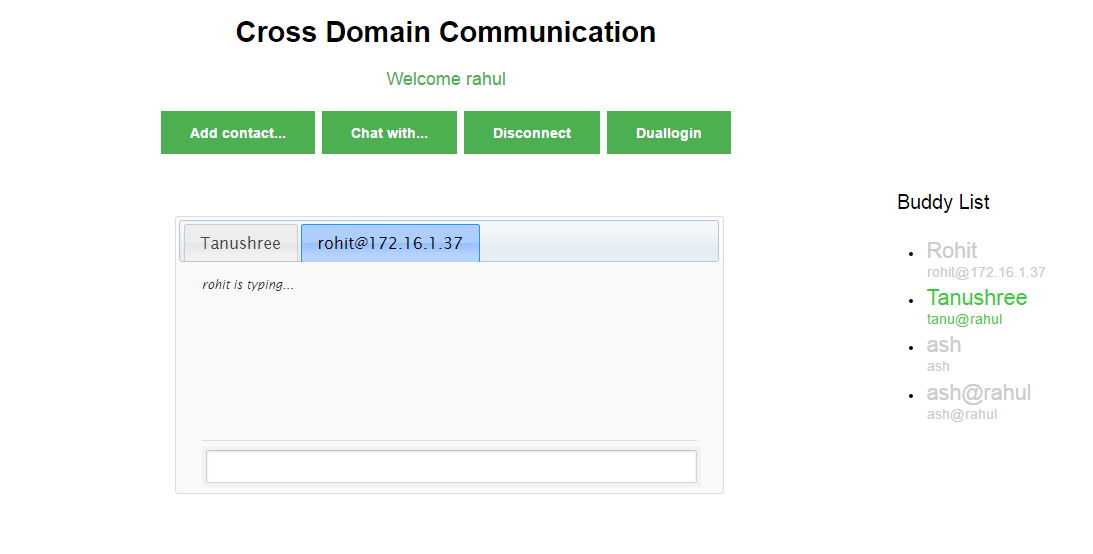 Cross Domain Communication
Welcome rahul
Add contact... Chat with... Disconnect Duallogin
Buddy List
Tanushree rohit@172.16.1.37
rohit is typing...
Rohit
rohit@172.16.1.37
Tanushree
tanu@rahul
ash
ash
ash@rahul
ash@rahul